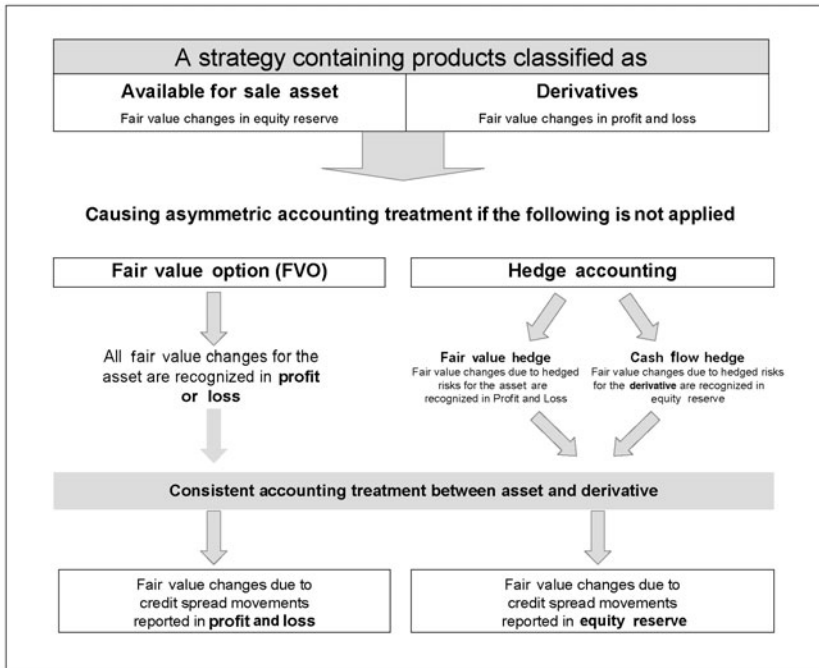 A strategy containing products classified as
Available for sale asset
Fair value changes in equity reserve
Derivatives
Fair value changes in profit and loss
Causing asymmetric accounting treatment if the following is not applied
Fair value option (FVO)
All fair value changes for the
asset are recognized in profit
or loss
Hedge accounting
Fair value hedge
Fair value changes due to hedged
risks for the asset are
recognized in Profit and Loss
Cash flow hedge
Fair value changes due to hedged risks
for the derivative are recognized in
equity reserve
Consistent accounting treatment between asset and derivative
Fair value changes due to
credit spread movements
reported in profit and loss
Fair value changes due to
credit spread movements
reported in equity reserve